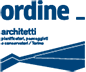 ordine _
architetti
pianificatori, paesaggisti
e conservatori / Torino